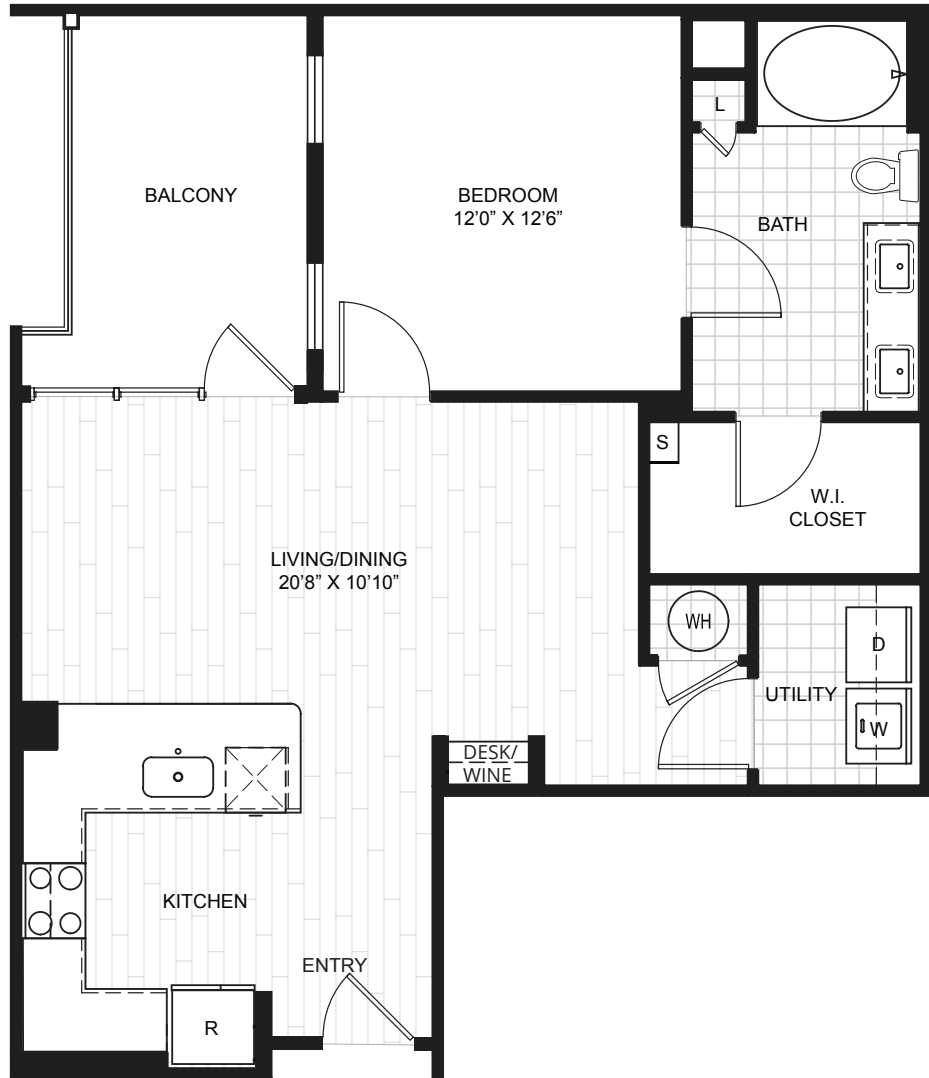 L
BALCONY
BEDROOM
12’0” X 12’6”
BATH
S
W.I.
CLOSET
LIVING/DINING
20’8” X 10’10”
WH
D
UTILITY
W
DESK/
WINE
KITCHEN
ENTRY
R